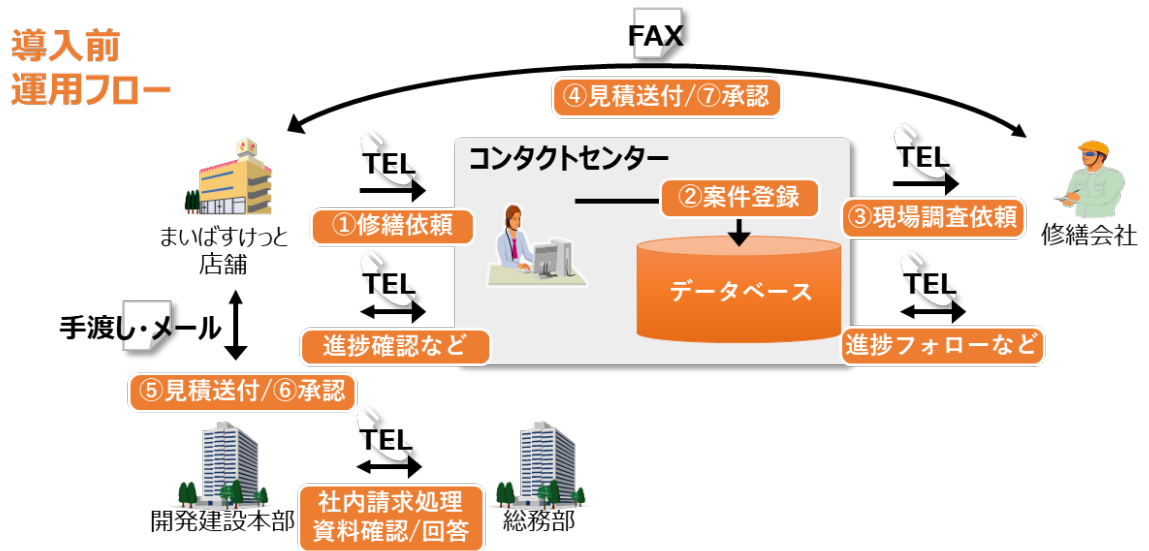 導入前
運用フロー
FAX
④見積送付/⑦承認
TEL
①修繕依頼
コンタクトセンター
②案件登録
データベース
TEL
③現場調査依頼
修繕会社
まいばすけっと
店舗
TEL
進捗確認など
TEL
進捗フォローなど
手渡し・メール
⑤見積送付/⑥承認
TEL
社内請求処理
資料確認/回答
開発建設本部
総務部